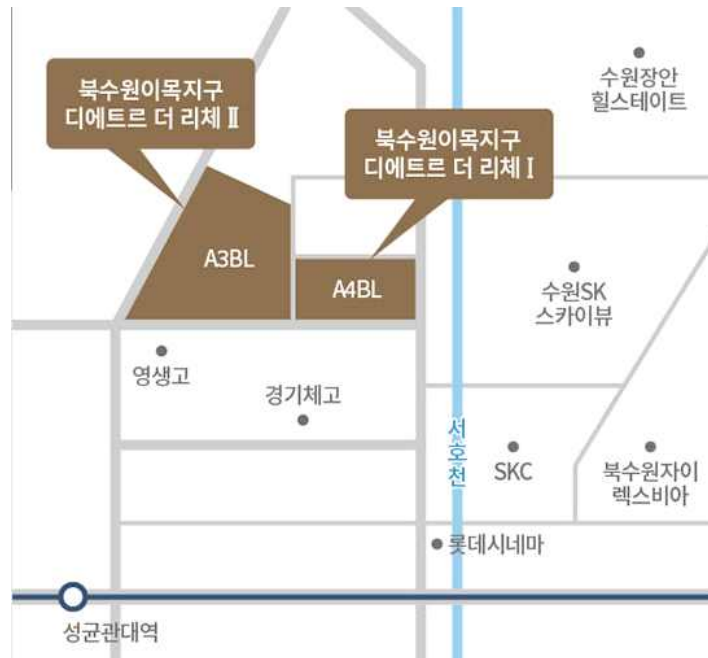 수원장안
힐스테이트
북수원이목지구
디에트르 더 리체 Ⅱ
북수원이목지구
디에트르 더 리체 Ⅰ
A3BL
A4BL
수원SK
스카이뷰
영생고
경기체고
서호천
SKC
북수원자이
렉스비아
롯데시네마
성균관대역